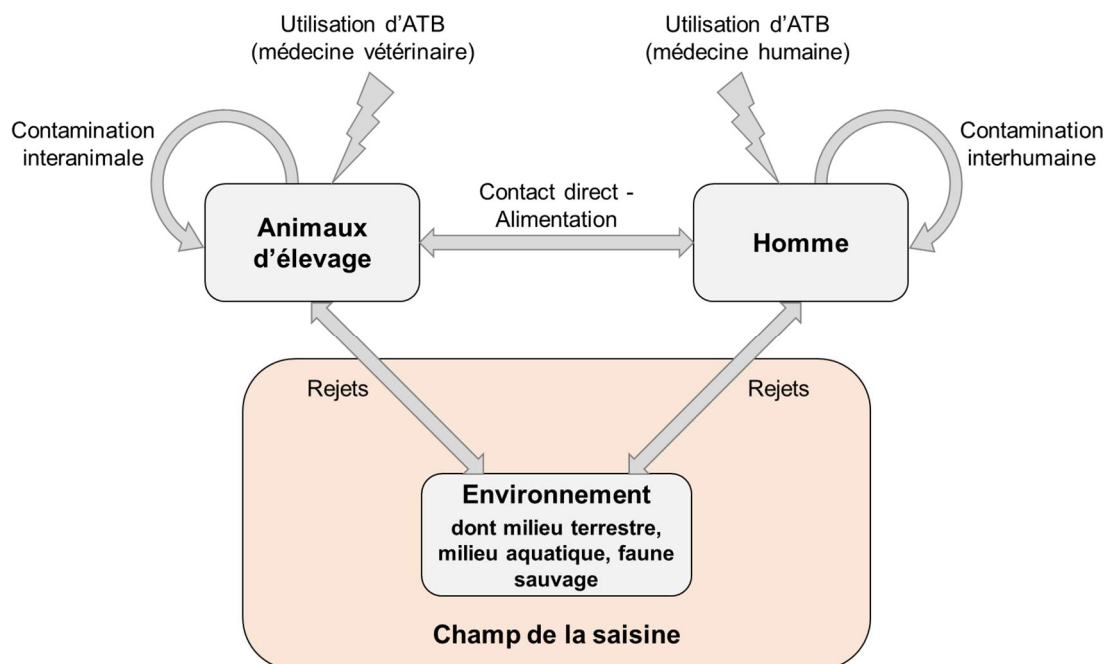 Utilisation d'ATB
(médecine vétérinaire)
Utilisation d'ATB
(médecine humaine)
Contamination
interanimale
Contamination
interhumaine
Contact direct -
Alimentation
Animaux
d'élevage
Homme
Rejets
Rejets
Environnement
dont milieu terrestre,
milieu aquatique, faune
sauvage
Champ de la saisine